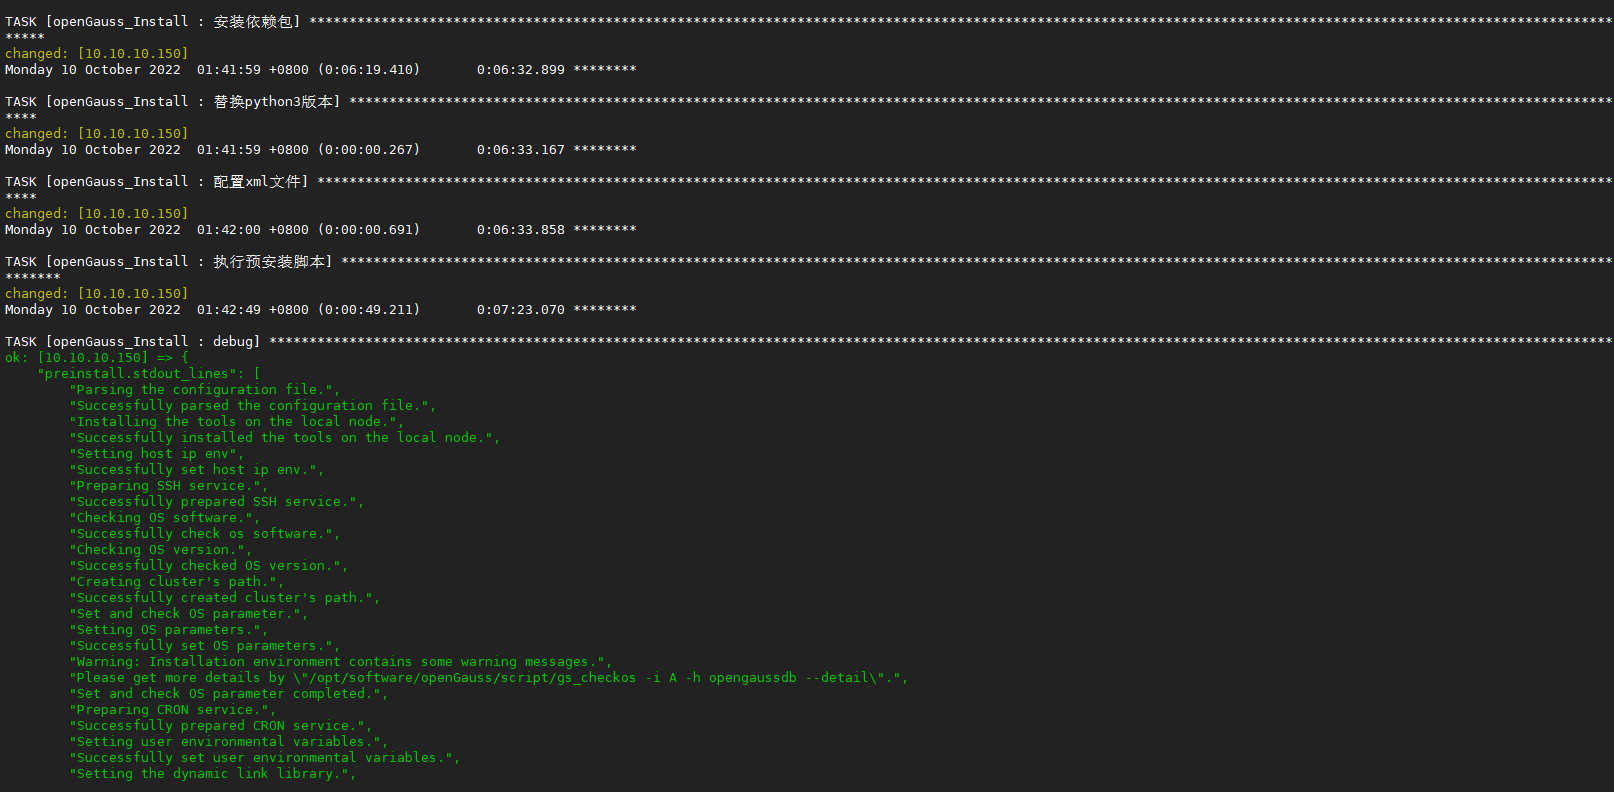 TASK [openGauss_Install : 安装依赖包] *******************************************************************************************************************************************************************
*****
changed: [10.10.10.150]
Monday 10 October 2022  01:41:59 +0800 (0:06:19.410)       0:06:32.899 ********
TASK [openGauss_Install : 替换python3版本] **************************************************************************************************************************************************************
****
changed: [10.10.10.150]
Monday 10 October 2022  01:41:59 +0800 (0:00:00.267)       0:06:33.167 ********
TASK [openGauss_Install : 配置xml文件] ******************************************************************************************************************************************************************
****
changed: [10.10.10.150]
Monday 10 October 2022  01:42:00 +0800 (0:00:00.691)       0:06:33.858 ********
TASK [openGauss_Install : 执行预安装脚本] ***************************************************************************************************************************************************************
*******
changed: [10.10.10.150]
Monday 10 October 2022  01:42:49 +0800 (0:00:49.211)       0:07:23.070 ********
TASK [openGauss_Install : debug] ************************************************************************************************************************************************************************
ok: [10.10.10.150] => {
    "preinstall.stdout_lines": [
        "Parsing the configuration file.",
        "Successfully parsed the configuration file.",
        "Installing the tools on the local node.",
        "Successfully installed the tools on the local node.",
        "Setting host ip env",
        "Successfully set host ip env.",
        "Preparing SSH service.",
        "Successfully prepared SSH service.",
        "Checking OS software.",
        "Successfully check os software.",
        "Checking OS version.",
        "Successfully checked OS version.",
        "Creating cluster's path.",
        "Successfully created cluster's path.",
        "Set and check OS parameter.",
        "Setting OS parameters.",
        "Successfully set OS parameters.",
        "Warning: Installation environment contains some warning messages.",
        "Please get more details by \"/opt/software/openGauss/script/gs_checkos -i A -h opengaussdb --detail\".",
        "Set and check OS parameter completed.",
        "Preparing CRON service.",
        "Successfully prepared CRON service.",
        "Setting user environmental variables.",
        "Successfully set user environmental variables.",
        "Setting the dynamic link library.",